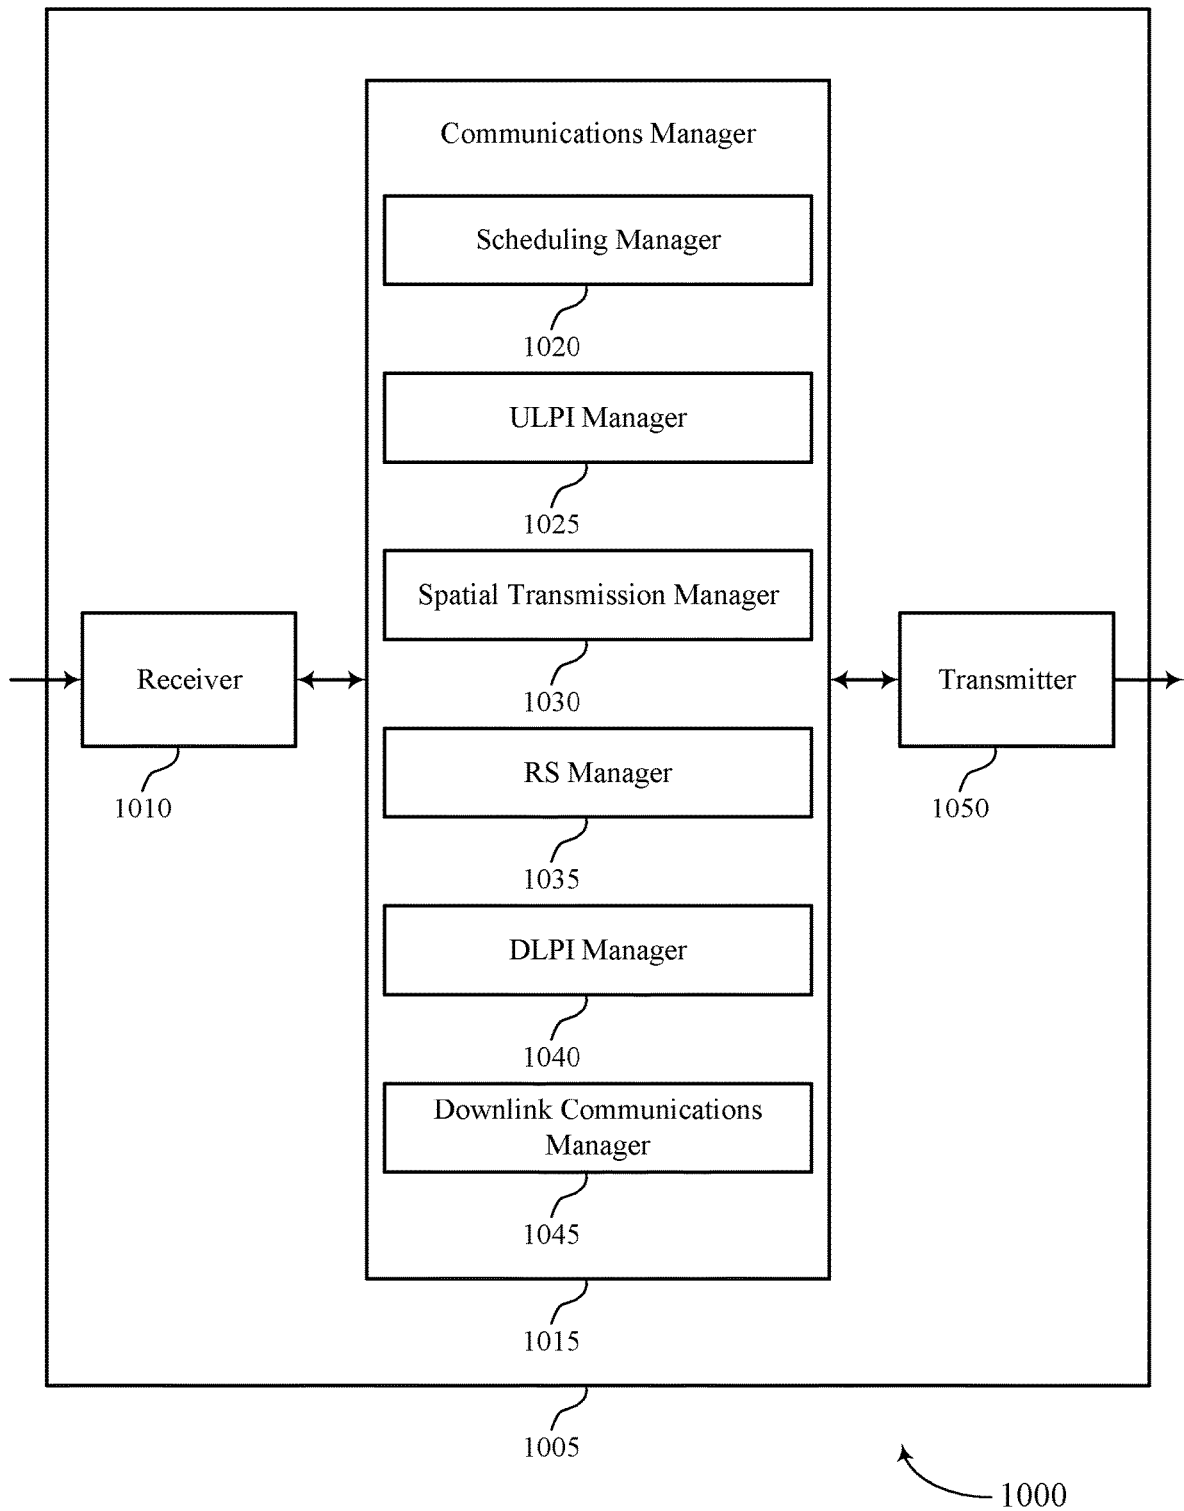 Communications Manager
Scheduling Manager
1020
ULPI Manager
1025
Spatial Transmission Manager
1030
Receiver
1010
Transmitter
1050
RS Manager
1035
DLPI Manager
1040
Downlink Communications
Manager
1045
1015
1005
1000